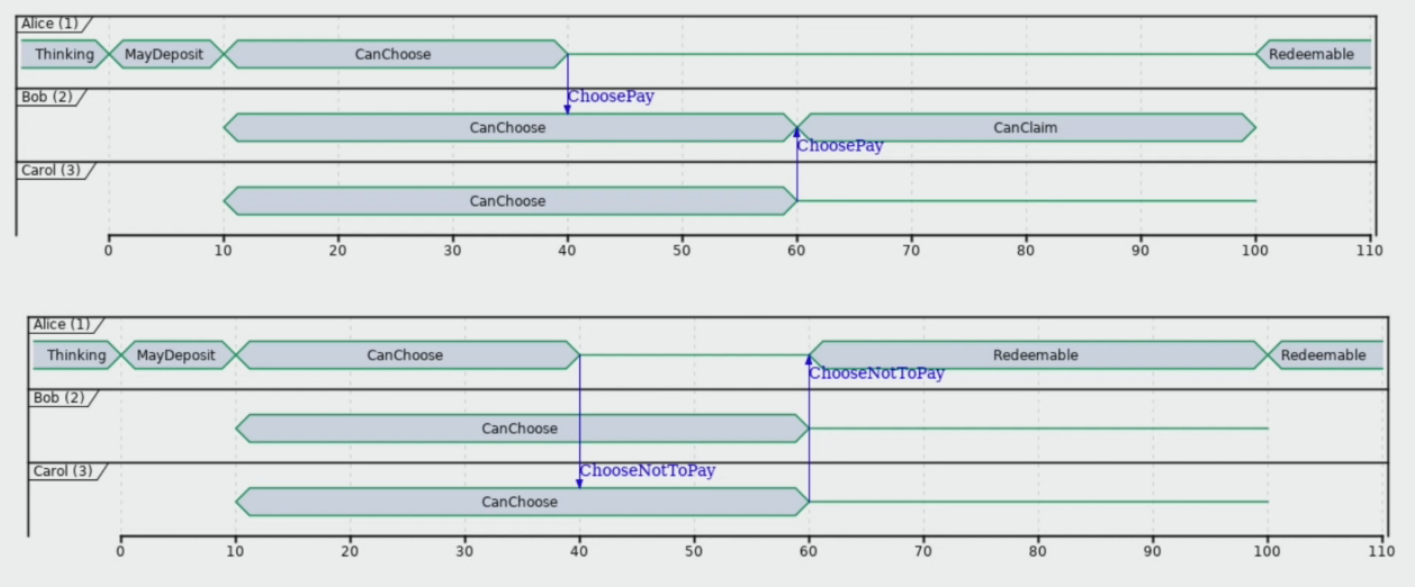 Alice (1)
Thinking MayDeposit CanChoose Redeemable
Bob (2) ChoosePay
CanChoose CanClaim
ChoosePay
Carol (3)
CanChoose
0 10 20 30 40 50 60 70 80 90 100 110
Alice (1)
Thinking MayDeposit CanChoose Redeemable Redeemable
ChooseNotToPay
Bob (2)
CanChoose
Carol (3) ChooseNotToPay
CanChoose
0 10 20 30 40 50 60 70 80 90 100 110